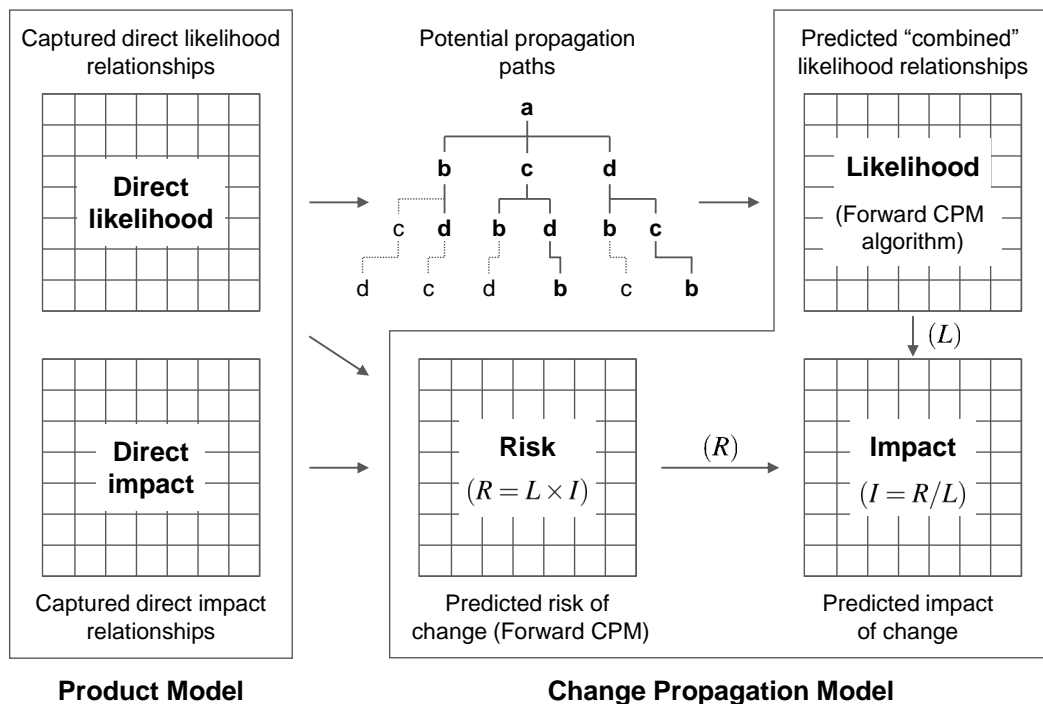 Captured direct likelihood
relationships
Direct
likelihood
Direct
impact
Captured direct impact
relationships
Product Model
Potential propagation
paths
a
b c d
c d b d b c
d c d b c b
Predicted “combined”
likelihood relationships
Likelihood
(Forward CPM
algorithm)
(L)
Risk
(R = L × I)
Predicted risk of
change (Forward CPM)
(R)
Impact
(I = R/L)
Predicted impact
of change
Change Propagation Model